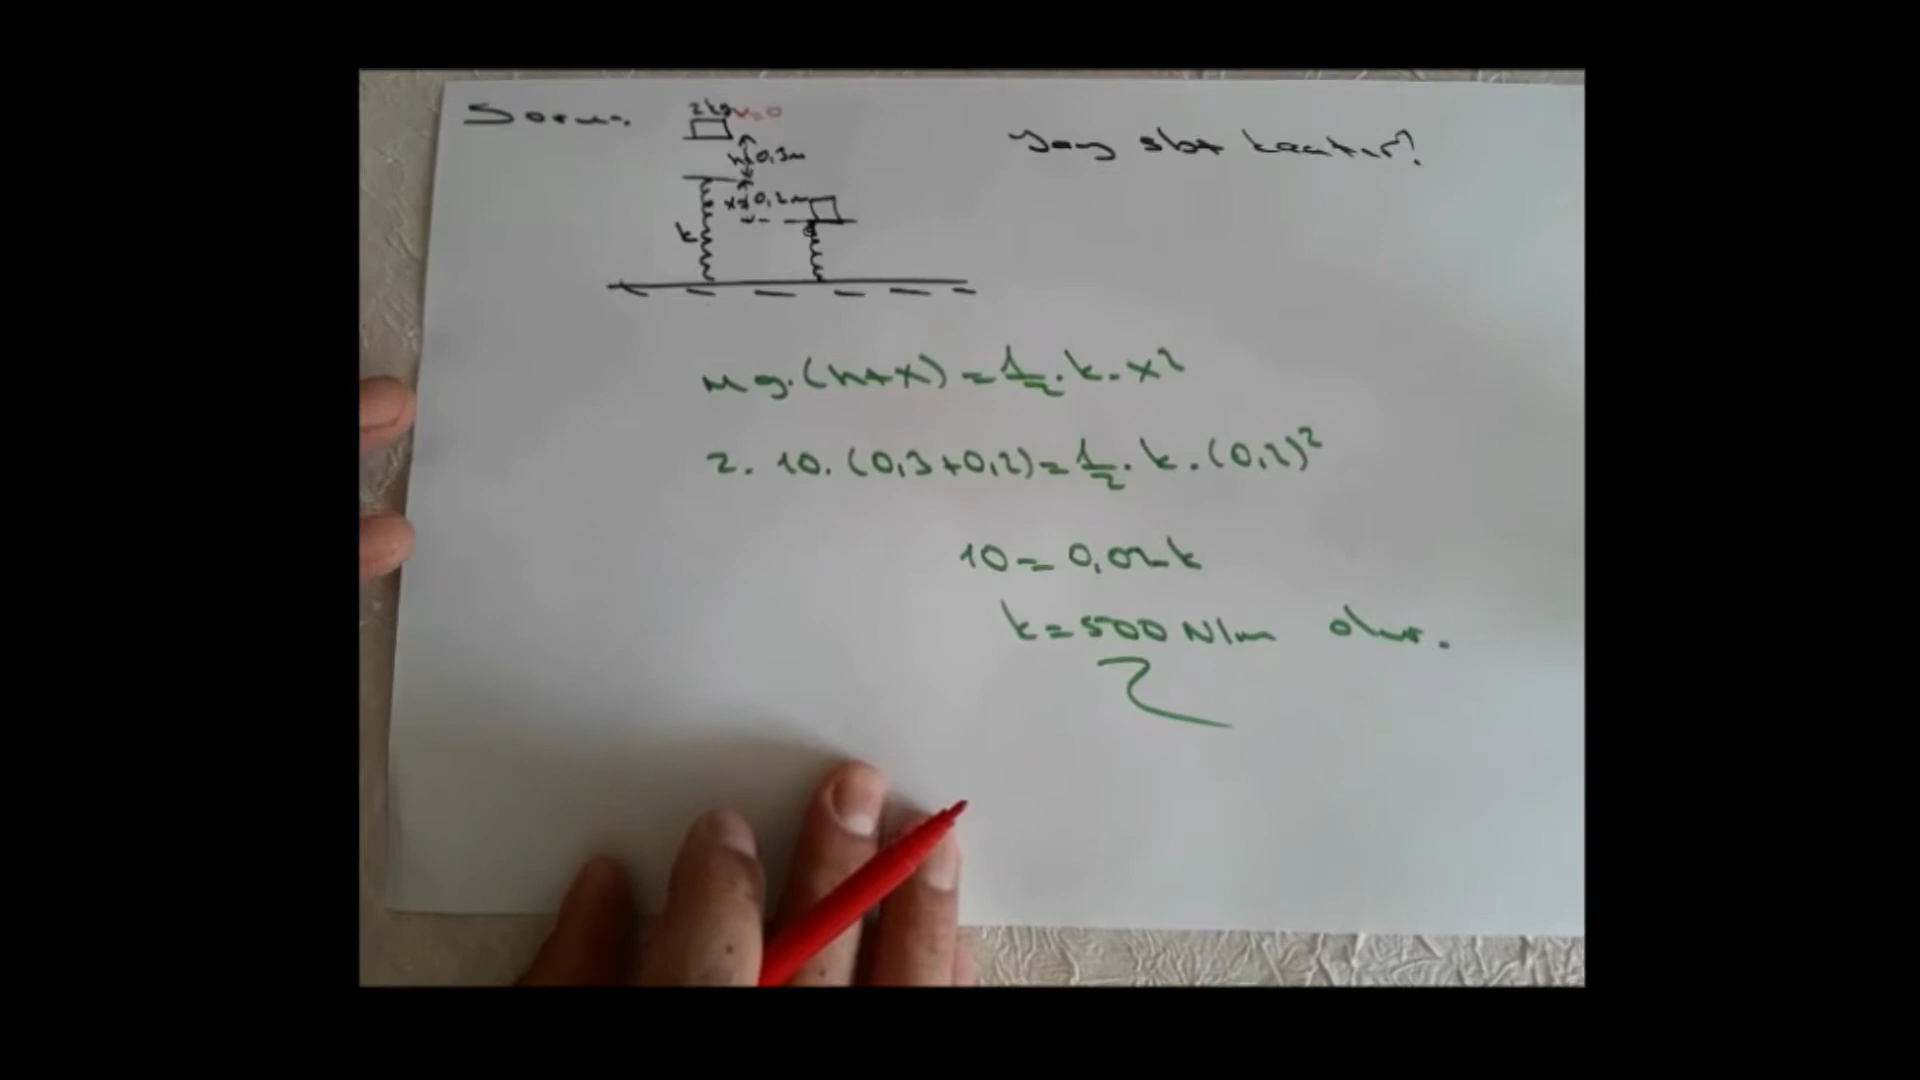 Soru:
2kg V=0
h=0,3m
x=0,2m
k
Yay sbt kaçtır?
mg.(h+x)=1/2.k.x²
2.10.(0,3+0,2)=1/2.k.(0,2)²
10=0,02k
k=500 N/m olur.